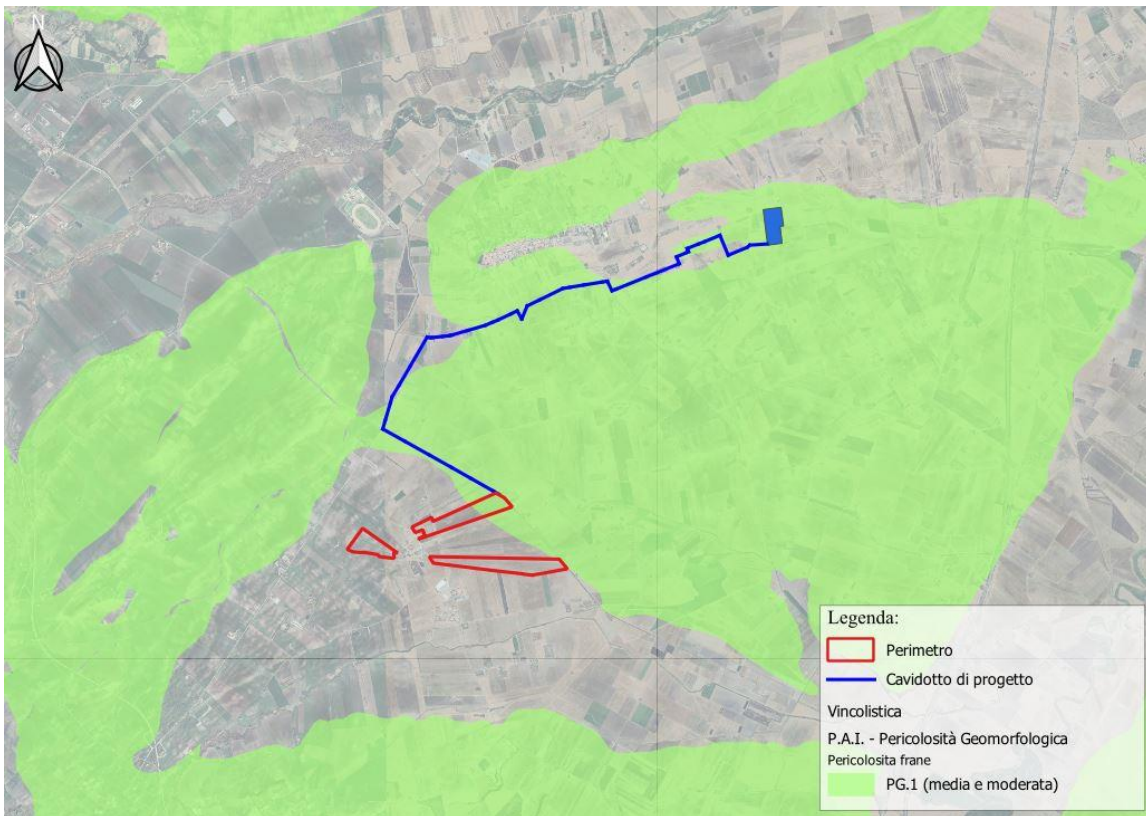 N
Legenda:
Perimetro
Cavidotto di progetto
Vincolistica
P.A.I. - Pericolosità Geomorfologica
Pericolosita frane
PG.1 (media e moderata)